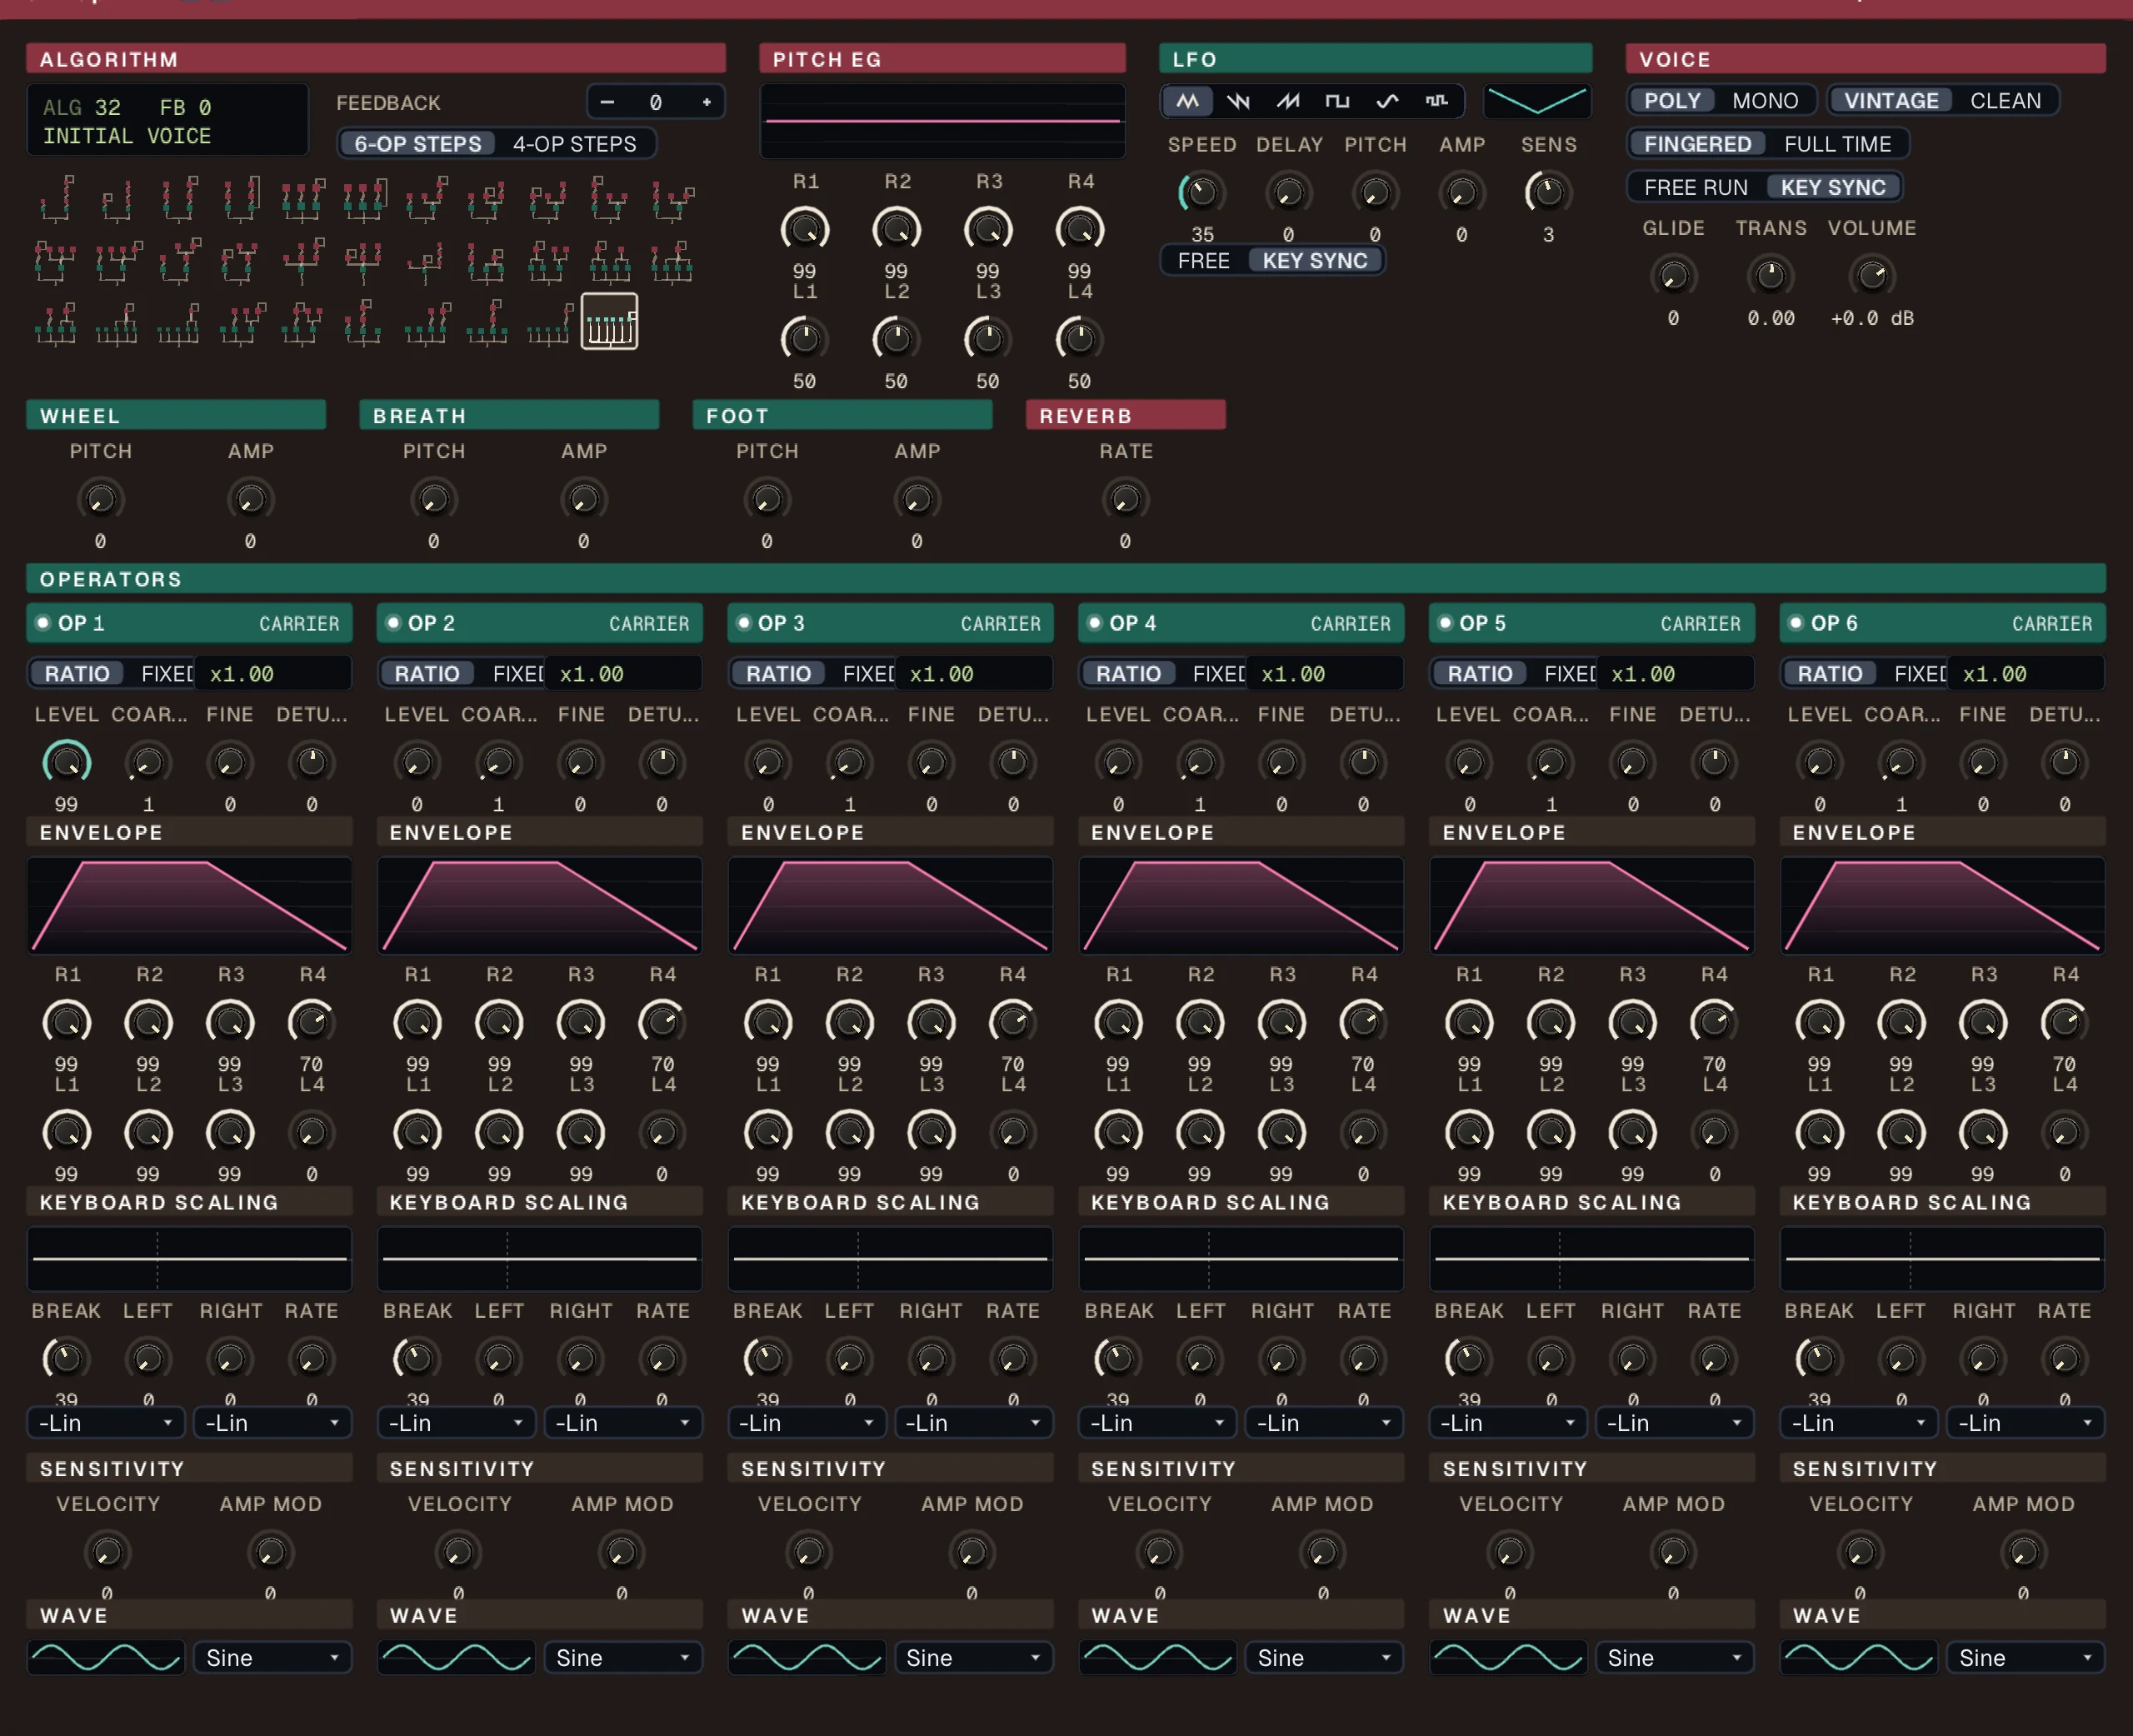 ALGORITHM
ALG 32 FB 0
INITIAL VOICE
FEEDBACK
− 0 +
6-OP STEPS 4-OP STEPS
PITCH EG
R1 R2 R3 R4
99 99 99 99
L1 L2 L3 L4
50 50 50 50
LFO
SPEED DELAY PITCH AMP SENS
35 0 0 0 3
FREE KEY SYNC
VOICE
POLY MONO VINTAGE CLEAN
FINGERED FULL TIME
FREE RUN KEY SYNC
GLIDE TRANS VOLUME
0 0.00 +0.0 dB
WHEEL
PITCH AMP
0 0
BREATH
PITCH AMP
0 0
FOOT
PITCH AMP
0 0
REVERB
RATE
0
OPERATORS
OP 1 CARRIER
RATIO FIXED x1.00
LEVEL COAR... FINE DETU...
99 1 0 0
ENVELOPE
R1 R2 R3 R4
99 99 99 70
L1 L2 L3 L4
99 99 99 0
KEYBOARD SCALING
BREAK LEFT RIGHT RATE
39 0 0 0
-Lin -Lin
SENSITIVITY
VELOCITY AMP MOD
0 0
WAVE
Sine
OP 2 CARRIER
RATIO FIXED x1.00
LEVEL COAR... FINE DETU...
0 1 0 0
ENVELOPE
R1 R2 R3 R4
99 99 99 70
L1 L2 L3 L4
99 99 99 0
KEYBOARD SCALING
BREAK LEFT RIGHT RATE
39 0 0 0
-Lin -Lin
SENSITIVITY
VELOCITY AMP MOD
0 0
WAVE
Sine
OP 3 CARRIER
RATIO FIXED x1.00
LEVEL COAR... FINE DETU...
0 1 0 0
ENVELOPE
R1 R2 R3 R4
99 99 99 70
L1 L2 L3 L4
99 99 99 0
KEYBOARD SCALING
BREAK LEFT RIGHT RATE
39 0 0 0
-Lin -Lin
SENSITIVITY
VELOCITY AMP MOD
0 0
WAVE
Sine
OP 4 CARRIER
RATIO FIXED x1.00
LEVEL COAR... FINE DETU...
0 1 0 0
ENVELOPE
R1 R2 R3 R4
99 99 99 70
L1 L2 L3 L4
99 99 99 0
KEYBOARD SCALING
BREAK LEFT RIGHT RATE
39 0 0 0
-Lin -Lin
SENSITIVITY
VELOCITY AMP MOD
0 0
WAVE
Sine
OP 5 CARRIER
RATIO FIXED x1.00
LEVEL COAR... FINE DETU...
0 1 0 0
ENVELOPE
R1 R2 R3 R4
99 99 99 70
L1 L2 L3 L4
99 99 99 0
KEYBOARD SCALING
BREAK LEFT RIGHT RATE
39 0 0 0
-Lin -Lin
SENSITIVITY
VELOCITY AMP MOD
0 0
WAVE
Sine
OP 6 CARRIER
RATIO FIXED x1.00
LEVEL COAR... FINE DETU...
0 1 0 0
ENVELOPE
R1 R2 R3 R4
99 99 99 70
L1 L2 L3 L4
99 99 99 0
KEYBOARD SCALING
BREAK LEFT RIGHT RATE
39 0 0 0
-Lin -Lin
SENSITIVITY
VELOCITY AMP MOD
0 0
WAVE
Sine